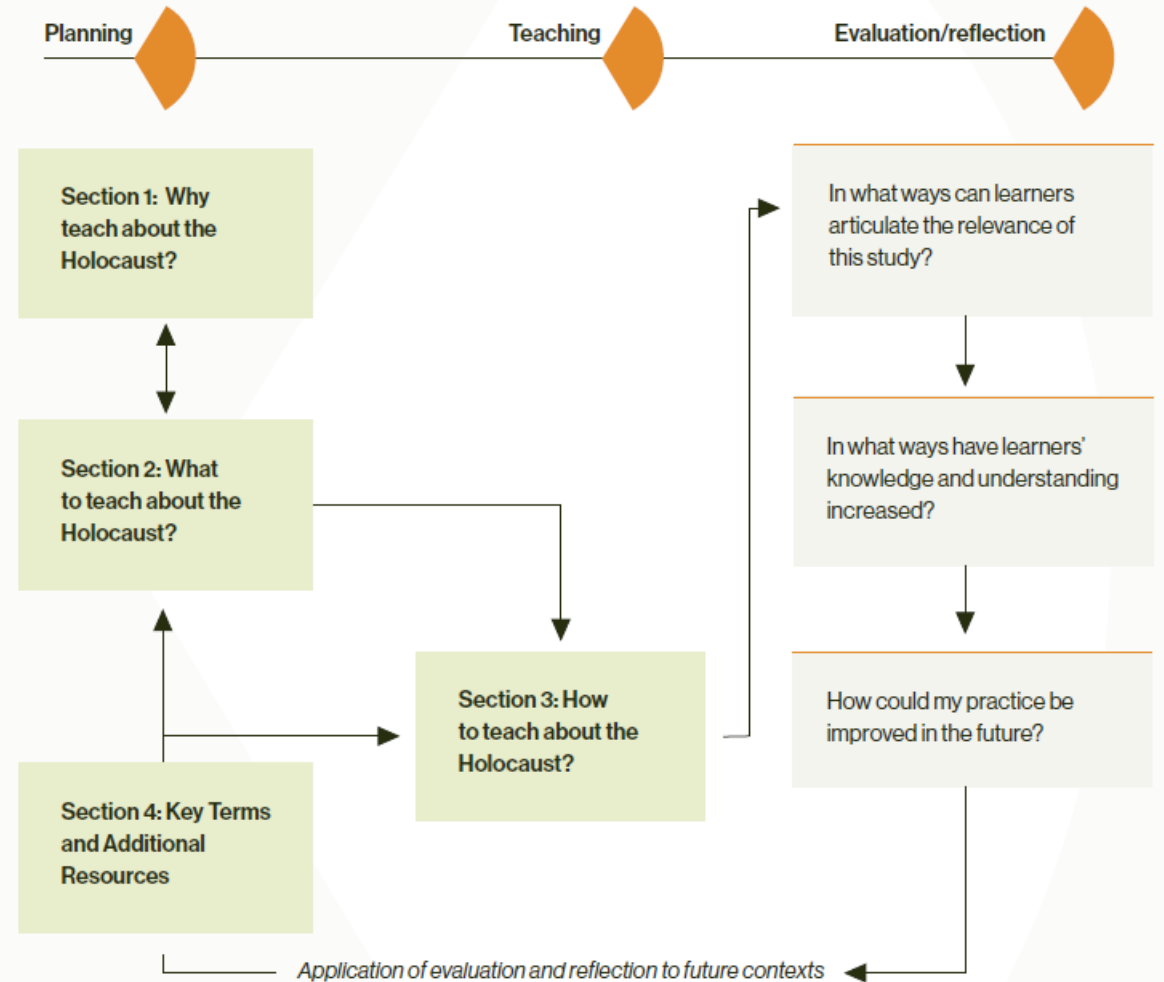 Planning
Teaching
Evaluation/reflection
Section 1: Why
teach about the
Holocaust?
Section 2: What
to teach about the
Holocaust?
Section 4: Key Terms
and Additional
Resources
Section 3: How
to teach about the
Holocaust?
In what ways can learners
articulate the relevance of
this study?
In what ways have learners’
knowledge and understanding
increased?
How could my practice be
improved in the future?
Application of evaluation and reflection to future contexts